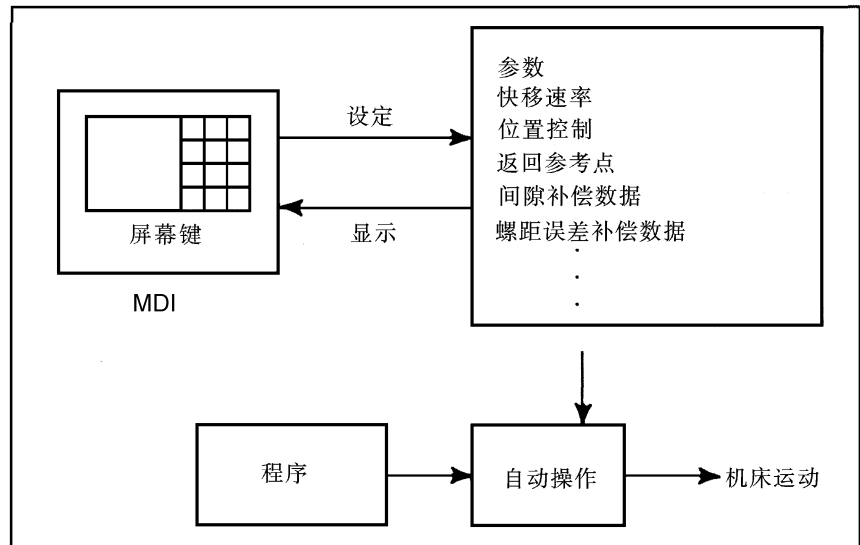 参数
快移速率
设定
位置控制
返回参考点
间隙补偿数据
屏幕键
显示
螺距误差补偿数据
·
·
·
MDI
程序
自动操作
机床运动